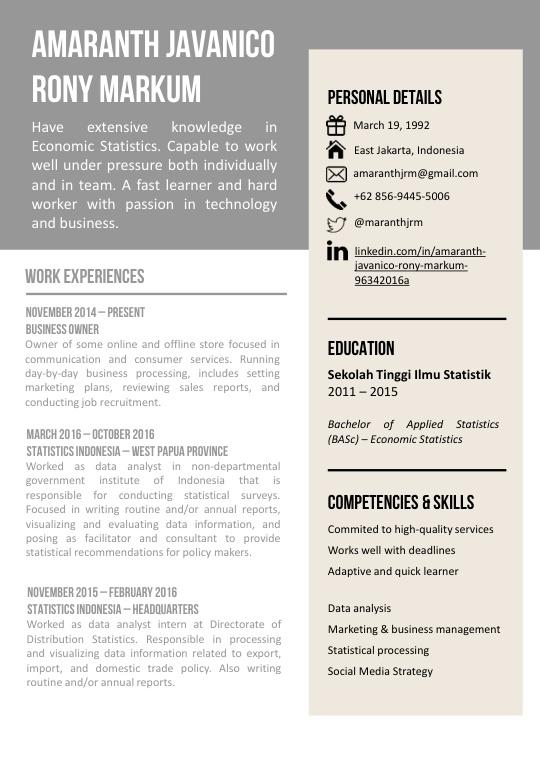 AMARANTH JAVANICO
RONY MARKUM
Have extensive knowledge in
Economic Statistics. Capable to work
well under pressure both individually
and in team. A fast learner and hard
worker with passion in technology
and business.
WORK EXPERIENCES
NOVEMBER 2014 – PRESENT
BUSINESS OWNER
Owner of some online and offline store focused in
communication and consumer services. Running
day-by-day business processing, includes setting
marketing plans, reviewing sales reports, and
conducting job recruitment.
MARCH 2016 – OCTOBER 2016
STATISTICS INDONESIA – WEST PAPUA PROVINCE
Worked as data analyst in non-departmental
government institute of Indonesia that is
responsible for conducting statistical surveys.
Focused in writing routine and/or annual reports,
visualizing and evaluating data information, and
posing as facilitator and consultant to provide
statistical recommendations for policy makers.
NOVEMBER 2015 – FEBRUARY 2016
STATISTICS INDONESIA – HEADQUARTERS
Worked as data analyst intern at Directorate of
Distribution Statistics. Responsible in processing
and visualizing data information related to export,
import, and domestic trade policy. Also writing
routine and/or annual reports.
PERSONAL DETAILS
March 19, 1992
East Jakarta, Indonesia
amaranthjrm@gmail.com
+62 856-9445-5006
@maranthjrm
in
linkedin.com/in/amaranth-
javanico-rony-markum-
96342016a
EDUCATION
Sekolah Tinggi Ilmu Statistik
2011 – 2015
Bachelor of Applied Statistics
(BASc) – Economic Statistics
COMPETENCIES & SKILLS
Commited to high-quality services
Works well with deadlines
Adaptive and quick learner
Data analysis
Marketing & business management
Statistical processing
Social Media Strategy